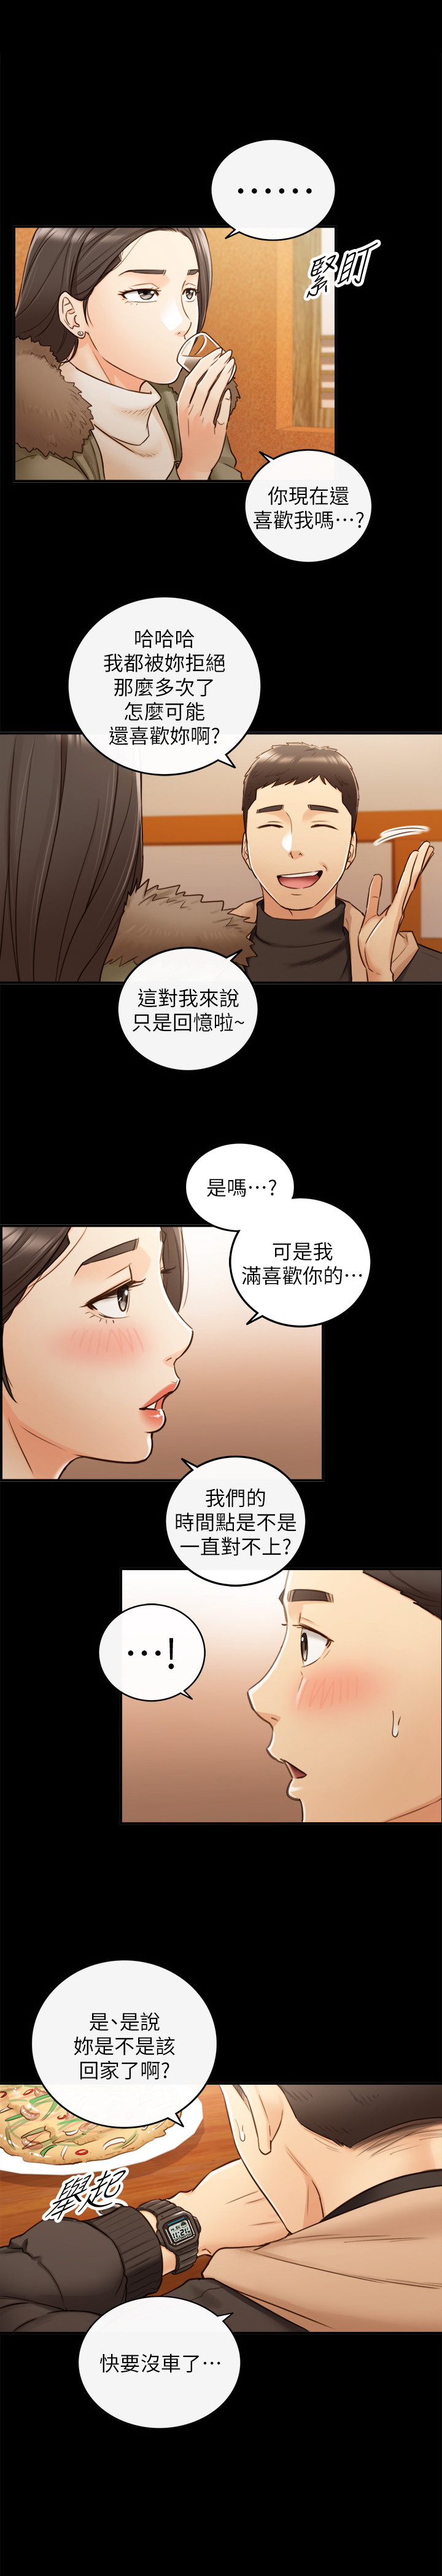 ……
緊盯
你現在還
喜歡我嗎…?
哈哈哈
我都被妳拒絕
那麼多次了
怎麼可能
還喜歡妳啊?
這對我來說
只是回憶啦~
是嗎…?
可是我
滿喜歡你的…
我們的
時間點是不是
一直對不上?
…!
是、是說
妳是不是該
回家了啊?
舉起
快要沒車了…